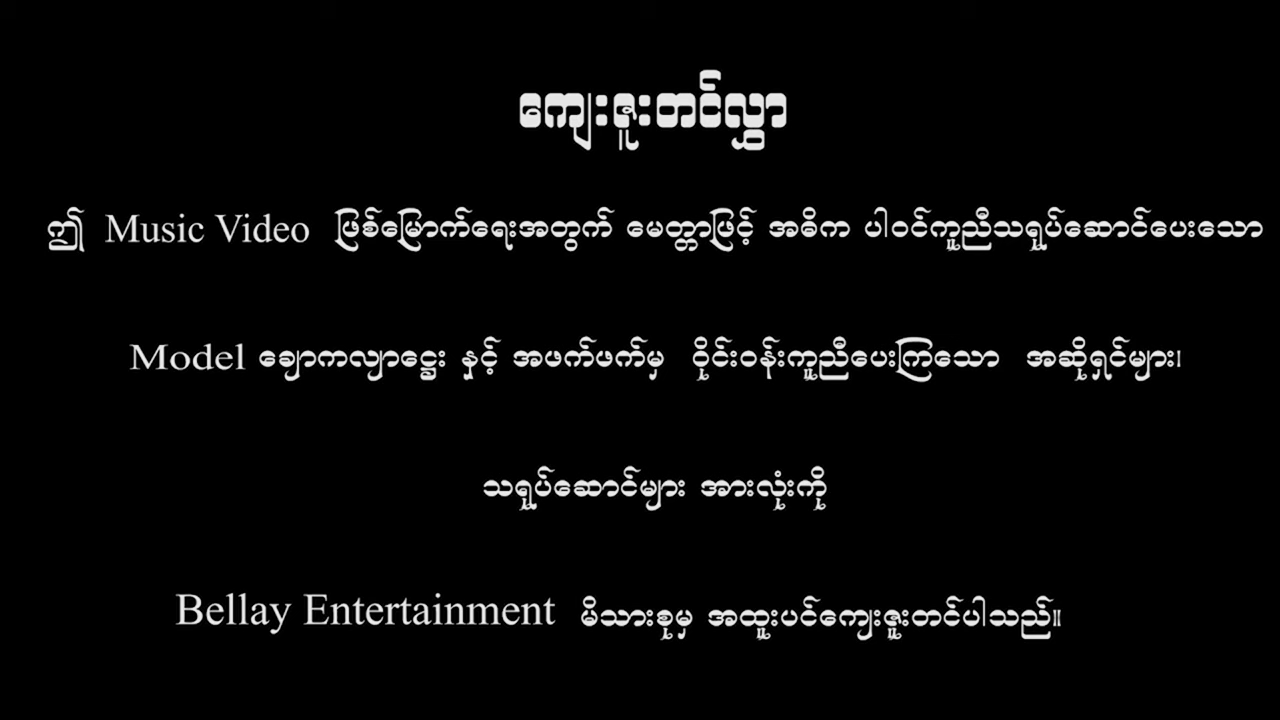 ကျေးဇူးတင်လွှာ
ဤ Music Video ဖြစ်မြောက်ရေးအတွက် မေတ္တာဖြင့် အဓိက ပါဝင်ကူညီသရုပ်ဆောင်ပေးသော
Model ချောကလျာငွေး နှင့် အဖက်ဖက်မှ ဝိုင်းဝန်းကူညီပေးကြသော အဆိုရှင်များ၊
သရုပ်ဆောင်များ အားလုံးကို
Bellay Entertainment မိသားစုမှ အထူးပင်ကျေးဇူးတင်ပါသည်။